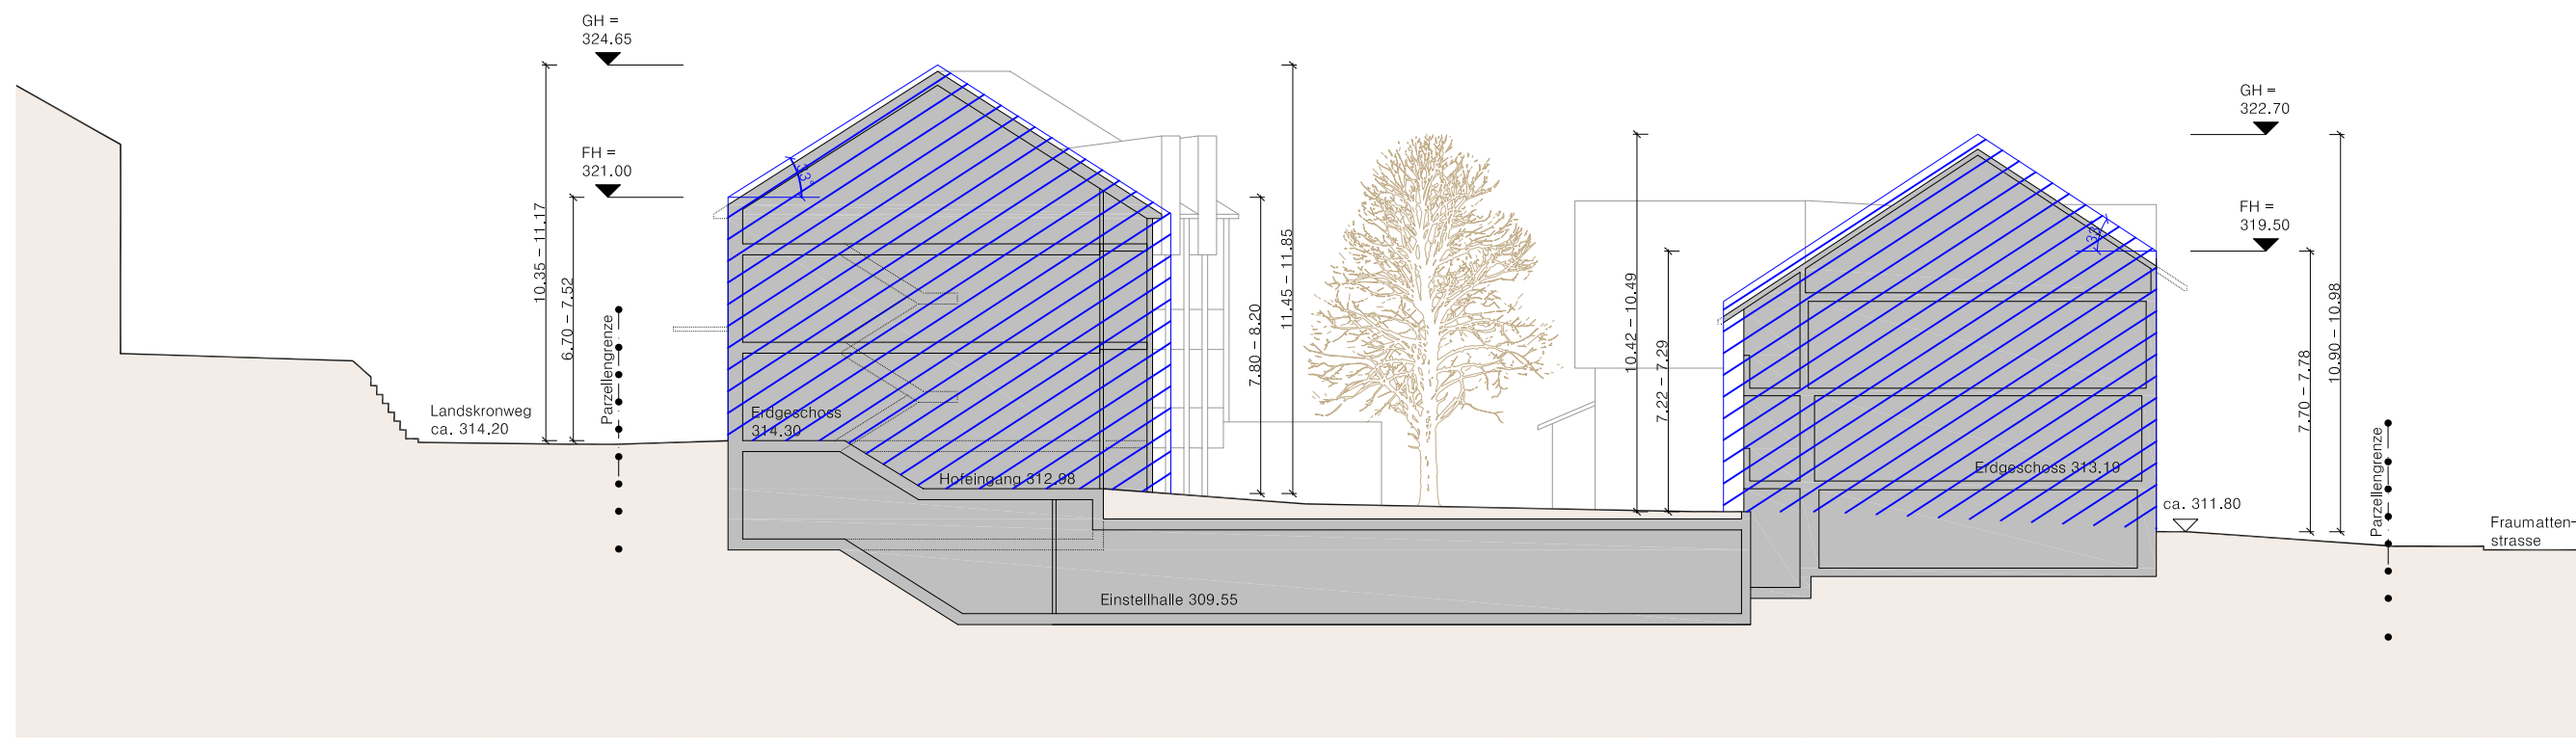 GH =
324.65
FH =
321.00
10.35 – 11.17
6.70 – 7.52
Parzellengrenze
Landskronweg
ca. 314.20
33°
Erdgeschoss
314.30
Hofeingang 312.98
Einstellhalle 309.55
7.80 – 8.20
11.45 – 11.85
10.42 – 10.49
7.22 – 7.29
GH =
322.70
FH =
319.50
33°
Erdgeschoss 313.19
ca. 311.80
7.70 – 7.78
10.90 – 10.98
Parzellengrenze
Fraumatten-
strasse